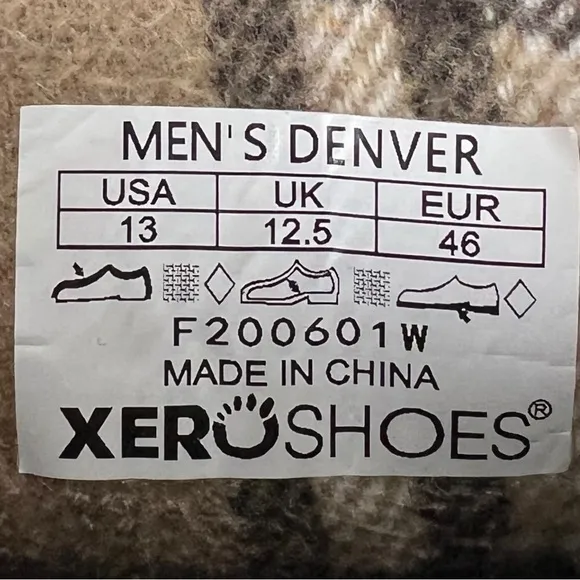 MEN'S DENVER
USA UK EUR
13 12.5 46
F200601W
MADE IN CHINA
XEROSHOES®